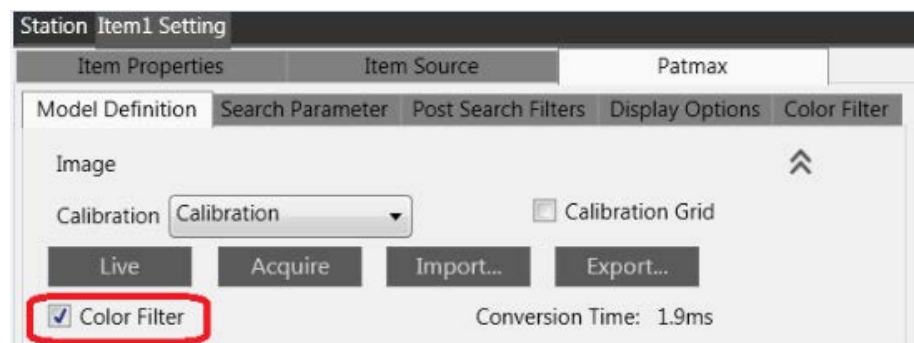 Station Item1 Setting
Item Properties Item Source Patmax
Model Definition Search Parameter Post Search Filters Display Options Color Filter
Image
Calibration Calibration Calibration Grid
Live Acquire Import... Export...
Color Filter Conversion Time: 1.9ms